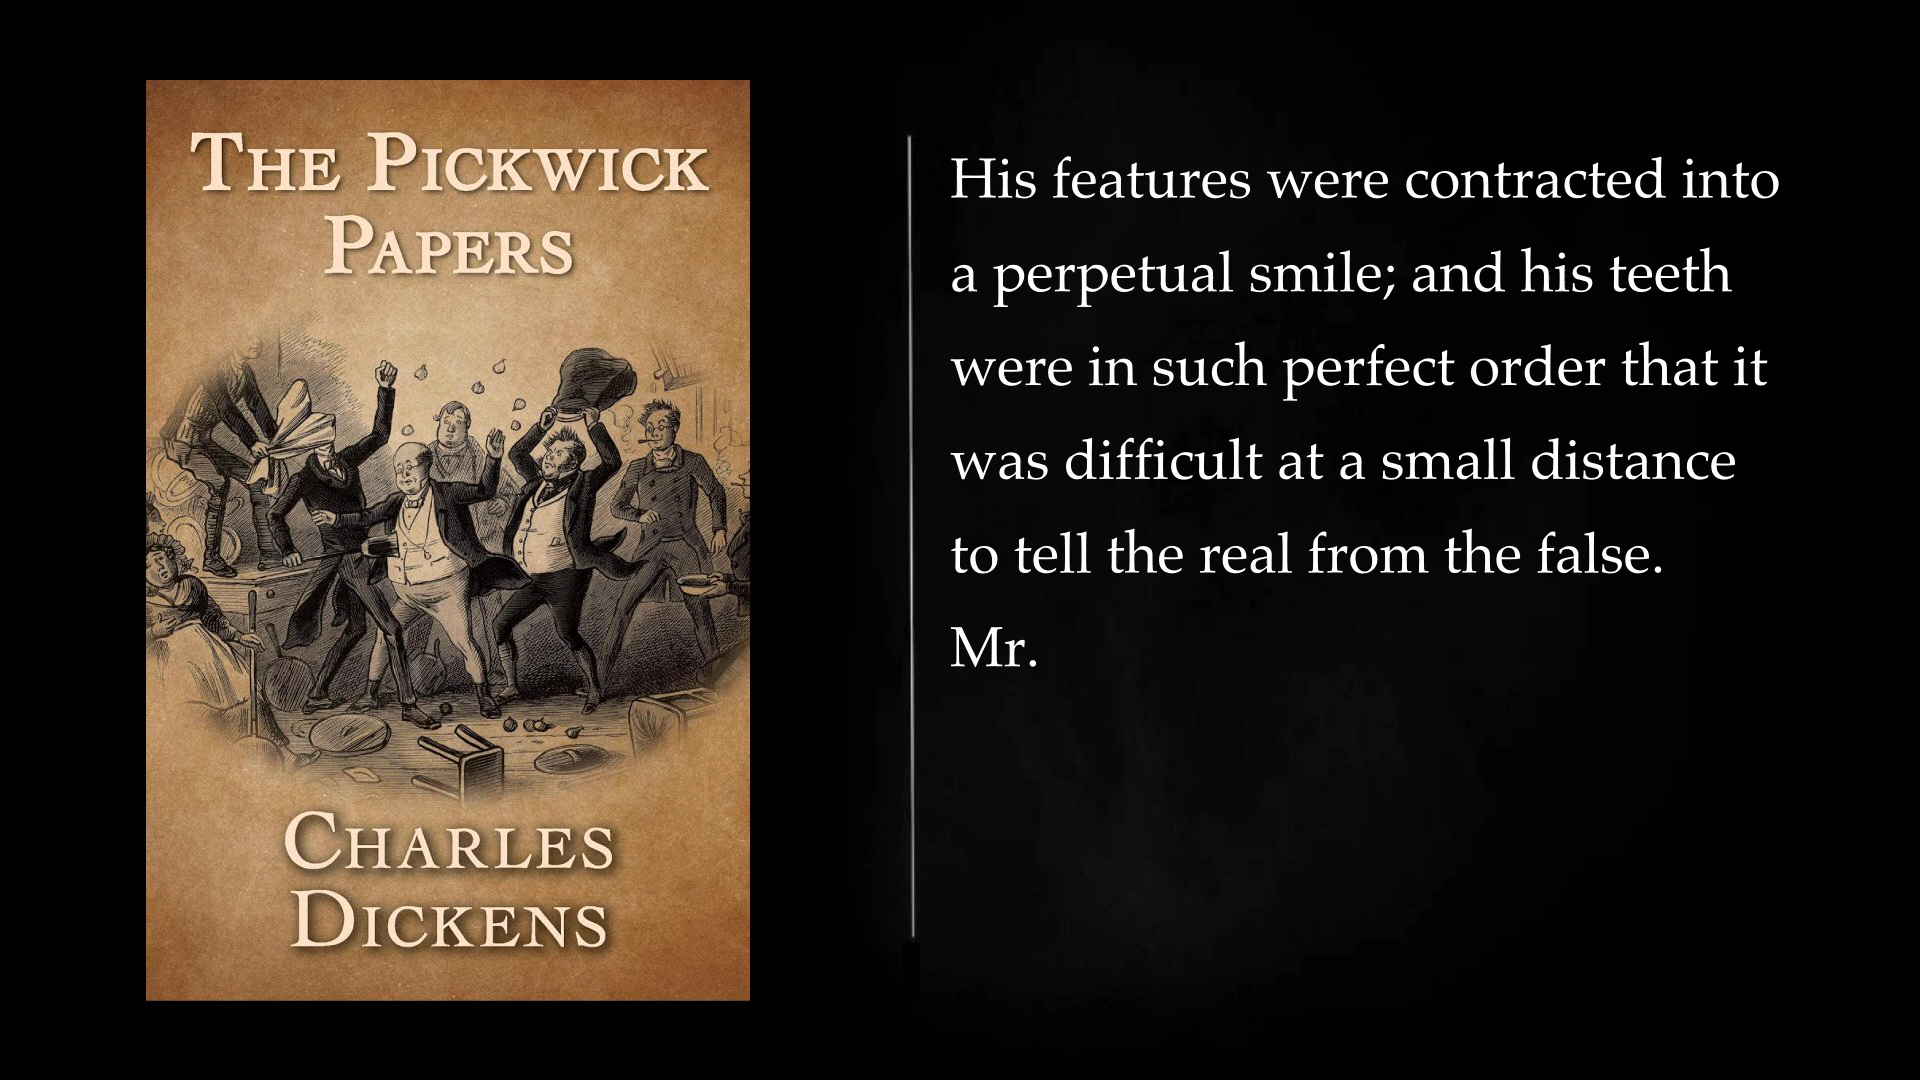 The Pickwick
Papers
Charles
Dickens
His features were contracted into
a perpetual smile; and his teeth
were in such perfect order that it
was difficult at a small distance
to tell the real from the false.
Mr.